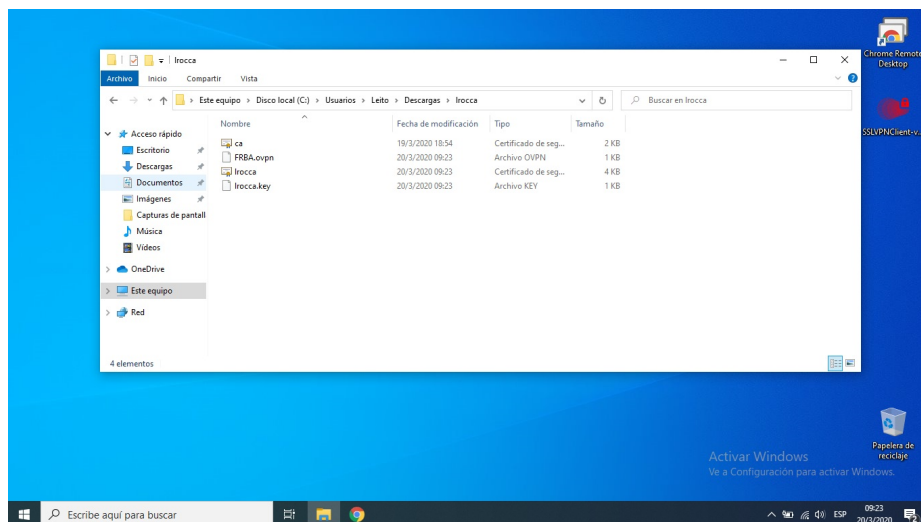 lrocca
Chrome Remote
Desktop
Archivo Inicio Compartir Vista
Este equipo > Disco local (C:) > Usuarios > Leito > Descargas > lrocca
Buscar en lrocca
SSLVPNClient-v...
Nombre Fecha de modificación Tipo Tamaño
Acceso rápido
ca 19/3/2020 18:54 Certificado de seg... 2 KB
Escritorio
FRBA.ovpn 20/3/2020 09:23 Archivo OVPN 1 KB
Descargas
lrocca 20/3/2020 09:23 Certificado de seg... 4 KB
Documentos
lrocca.key 20/3/2020 09:23 Archivo KEY 1 KB
Imágenes
Capturas de pantall
Música
Vídeos
OneDrive
Este equipo
Red
4 elementos
Papelera de
reciclaje
Activar Windows
Ve a Configuración para activar Windows.
Escribe aquí para buscar
ESP
09:23
20/3/2020